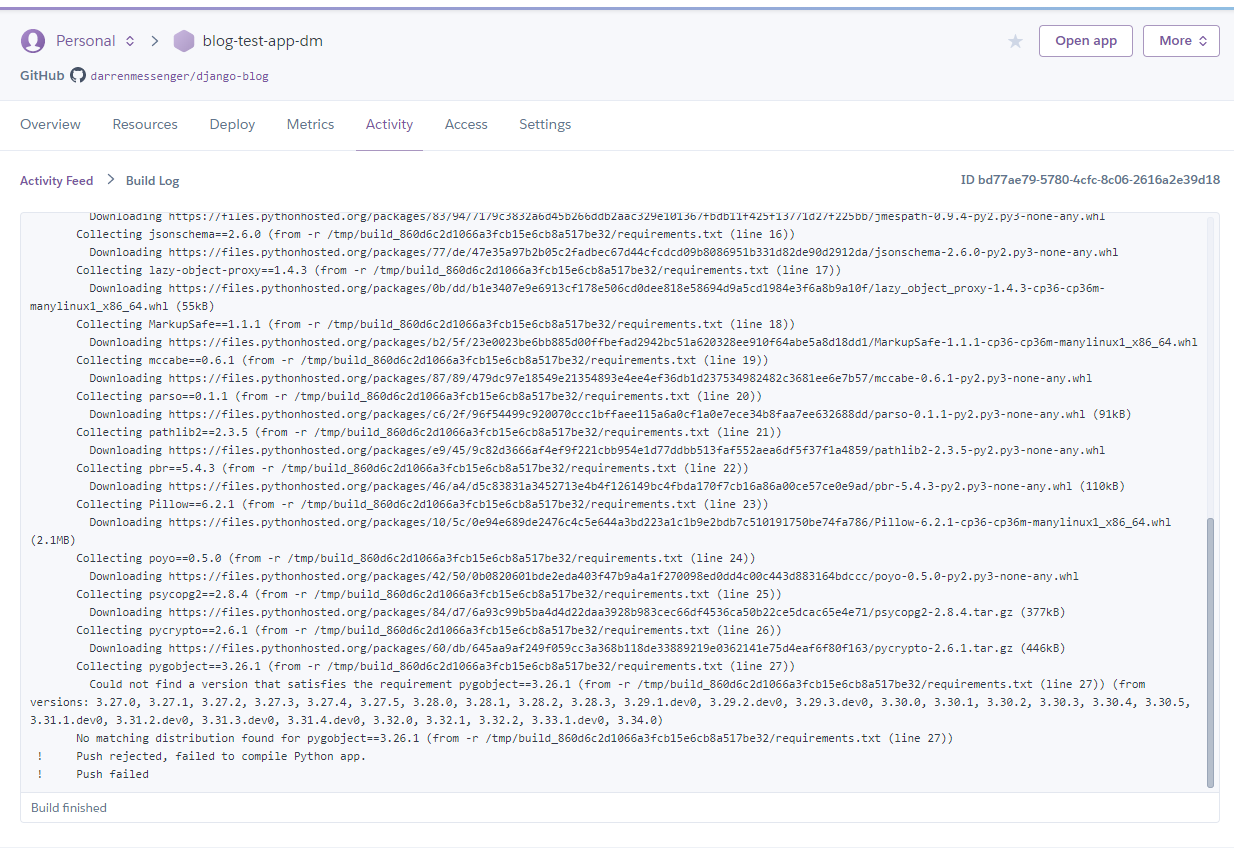 Personal > blog-test-app-dm
Open app
More
GitHub darrenmessenger/django-blog
Overview Resources Deploy Metrics Activity Access Settings
Activity Feed > Build Log
ID bd77ae79-5780-4cfc-8c06-2616a2e39d18
Downloading https://files.pythonhosted.org/packages/83/94/7179c3832a6d45b266ddb2aac329e101367/fbdb11f425f13771d27f225bb/jmespath-0.9.4-py2.py3-none-any.whl
Collecting jsonschema==2.6.0 (from -r /tmp/build_860d6c2d1066a3fcb15e6cb8a517be32/requirements.txt (line 16))
Downloading https://files.pythonhosted.org/packages/77/de/47e35a97b2b05c2fadbec67d44cfcdcd09b8086951b331d82de90d2912da/jsonschema-2.6.0-py2.py3-none-any.whl
Collecting lazy-object-proxy==1.4.3 (from -r /tmp/build_860d6c2d1066a3fcb15e6cb8a517be32/requirements.txt (line 17))
Downloading https://files.pythonhosted.org/packages/0b/dd/b1e3407e9e6913cf178e506cd0dee818e58694d9a5cd1984e3f6a8b9a10f/lazy_object_proxy-1.4.3-cp36-cp36m-
manylinux1_x86_64.whl (55kB)
Collecting MarkupSafe==1.1.1 (from -r /tmp/build_860d6c2d1066a3fcb15e6cb8a517be32/requirements.txt (line 18))
Downloading https://files.pythonhosted.org/packages/b2/5f/23e0023be6bb885d00ffbefad2942bc51a620328ee910f64abe5a8d18dd1/MarkupSafe-1.1.1-cp36-cp36m-manylinux1_x86_64.whl
Collecting mccabe==0.6.1 (from -r /tmp/build_860d6c2d1066a3fcb15e6cb8a517be32/requirements.txt (line 19))
Downloading https://files.pythonhosted.org/packages/87/89/479dc97e18549e21354893e4ee4ef36db1d237534982482c3681ee6e7b57/mccabe-0.6.1-py2.py3-none-any.whl
Collecting parso==0.1.1 (from -r /tmp/build_860d6c2d1066a3fcb15e6cb8a517be32/requirements.txt (line 20))
Downloading https://files.pythonhosted.org/packages/c6/2f/96f54499c920070ccc1bffaee115a6a0cf1a0e7ece34b8faa7ee632688dd/parso-0.1.1-py2.py3-none-any.whl (91kB)
Collecting pathlib2==2.3.5 (from -r /tmp/build_860d6c2d1066a3fcb15e6cb8a517be32/requirements.txt (line 21))
Downloading https://files.pythonhosted.org/packages/e9/45/9c82d3666af4ef9f221cbb954e1d77ddbb513faf552aea6df5f37f1a4859/pathlib2-2.3.5-py2.py3-none-any.whl
Collecting pbr==5.4.3 (from -r /tmp/build_860d6c2d1066a3fcb15e6cb8a517be32/requirements.txt (line 22))
Downloading https://files.pythonhosted.org/packages/46/a4/d5c83831a3452713e4b4f126149bc4fbda170f7cb16a86a00ce57ce0e9ad/pbr-5.4.3-py2.py3-none-any.whl (110kB)
Collecting Pillow==6.2.1 (from -r /tmp/build_860d6c2d1066a3fcb15e6cb8a517be32/requirements.txt (line 23))
Downloading https://files.pythonhosted.org/packages/10/5c/0e94e689de2476c4c5e644a3bd223a1c1b9e2bdb7c510191750be74fa786/Pillow-6.2.1-cp36-cp36m-manylinux1_x86_64.whl
(2.1MB)
Collecting poyo==0.5.0 (from -r /tmp/build_860d6c2d1066a3fcb15e6cb8a517be32/requirements.txt (line 24))
Downloading https://files.pythonhosted.org/packages/42/50/0b0820601bde2eda403f47b9a4a1f270098ed0dd4c00c443d883164bdccc/poyo-0.5.0-py2.py3-none-any.whl
Collecting psycopg2==2.8.4 (from -r /tmp/build_860d6c2d1066a3fcb15e6cb8a517be32/requirements.txt (line 25))
Downloading https://files.pythonhosted.org/packages/84/d7/6a93c99b5ba4d4d22daa3928b983cec66df4536ca50b22ce5dcac65e4e71/psycopg2-2.8.4.tar.gz (377kB)
Collecting pycrypto==2.6.1 (from -r /tmp/build_860d6c2d1066a3fcb15e6cb8a517be32/requirements.txt (line 26))
Downloading https://files.pythonhosted.org/packages/60/db/645aa9af249f059cc3a368b118de33889219e0362141e75d4eaf6f80f163/pycrypto-2.6.1.tar.gz (446kB)
Collecting pygobject==3.26.1 (from -r /tmp/build_860d6c2d1066a3fcb15e6cb8a517be32/requirements.txt (line 27))
Could not find a version that satisfies the requirement pygobject==3.26.1 (from -r /tmp/build_860d6c2d1066a3fcb15e6cb8a517be32/requirements.txt (line 27)) (from
versions: 3.27.0, 3.27.1, 3.27.2, 3.27.3, 3.27.4, 3.27.5, 3.28.0, 3.28.1, 3.28.2, 3.28.3, 3.29.1.dev0, 3.29.2.dev0, 3.29.3.dev0, 3.30.0, 3.30.1, 3.30.2, 3.30.3, 3.30.4, 3.30.5,
3.31.1.dev0, 3.31.2.dev0, 3.31.3.dev0, 3.31.4.dev0, 3.32.0, 3.32.1, 3.32.2, 3.33.1.dev0, 3.34.0)
No matching distribution found for pygobject==3.26.1 (from -r /tmp/build_860d6c2d1066a3fcb15e6cb8a517be32/requirements.txt (line 27))
! Push rejected, failed to compile Python app.
! Push failed
Build finished